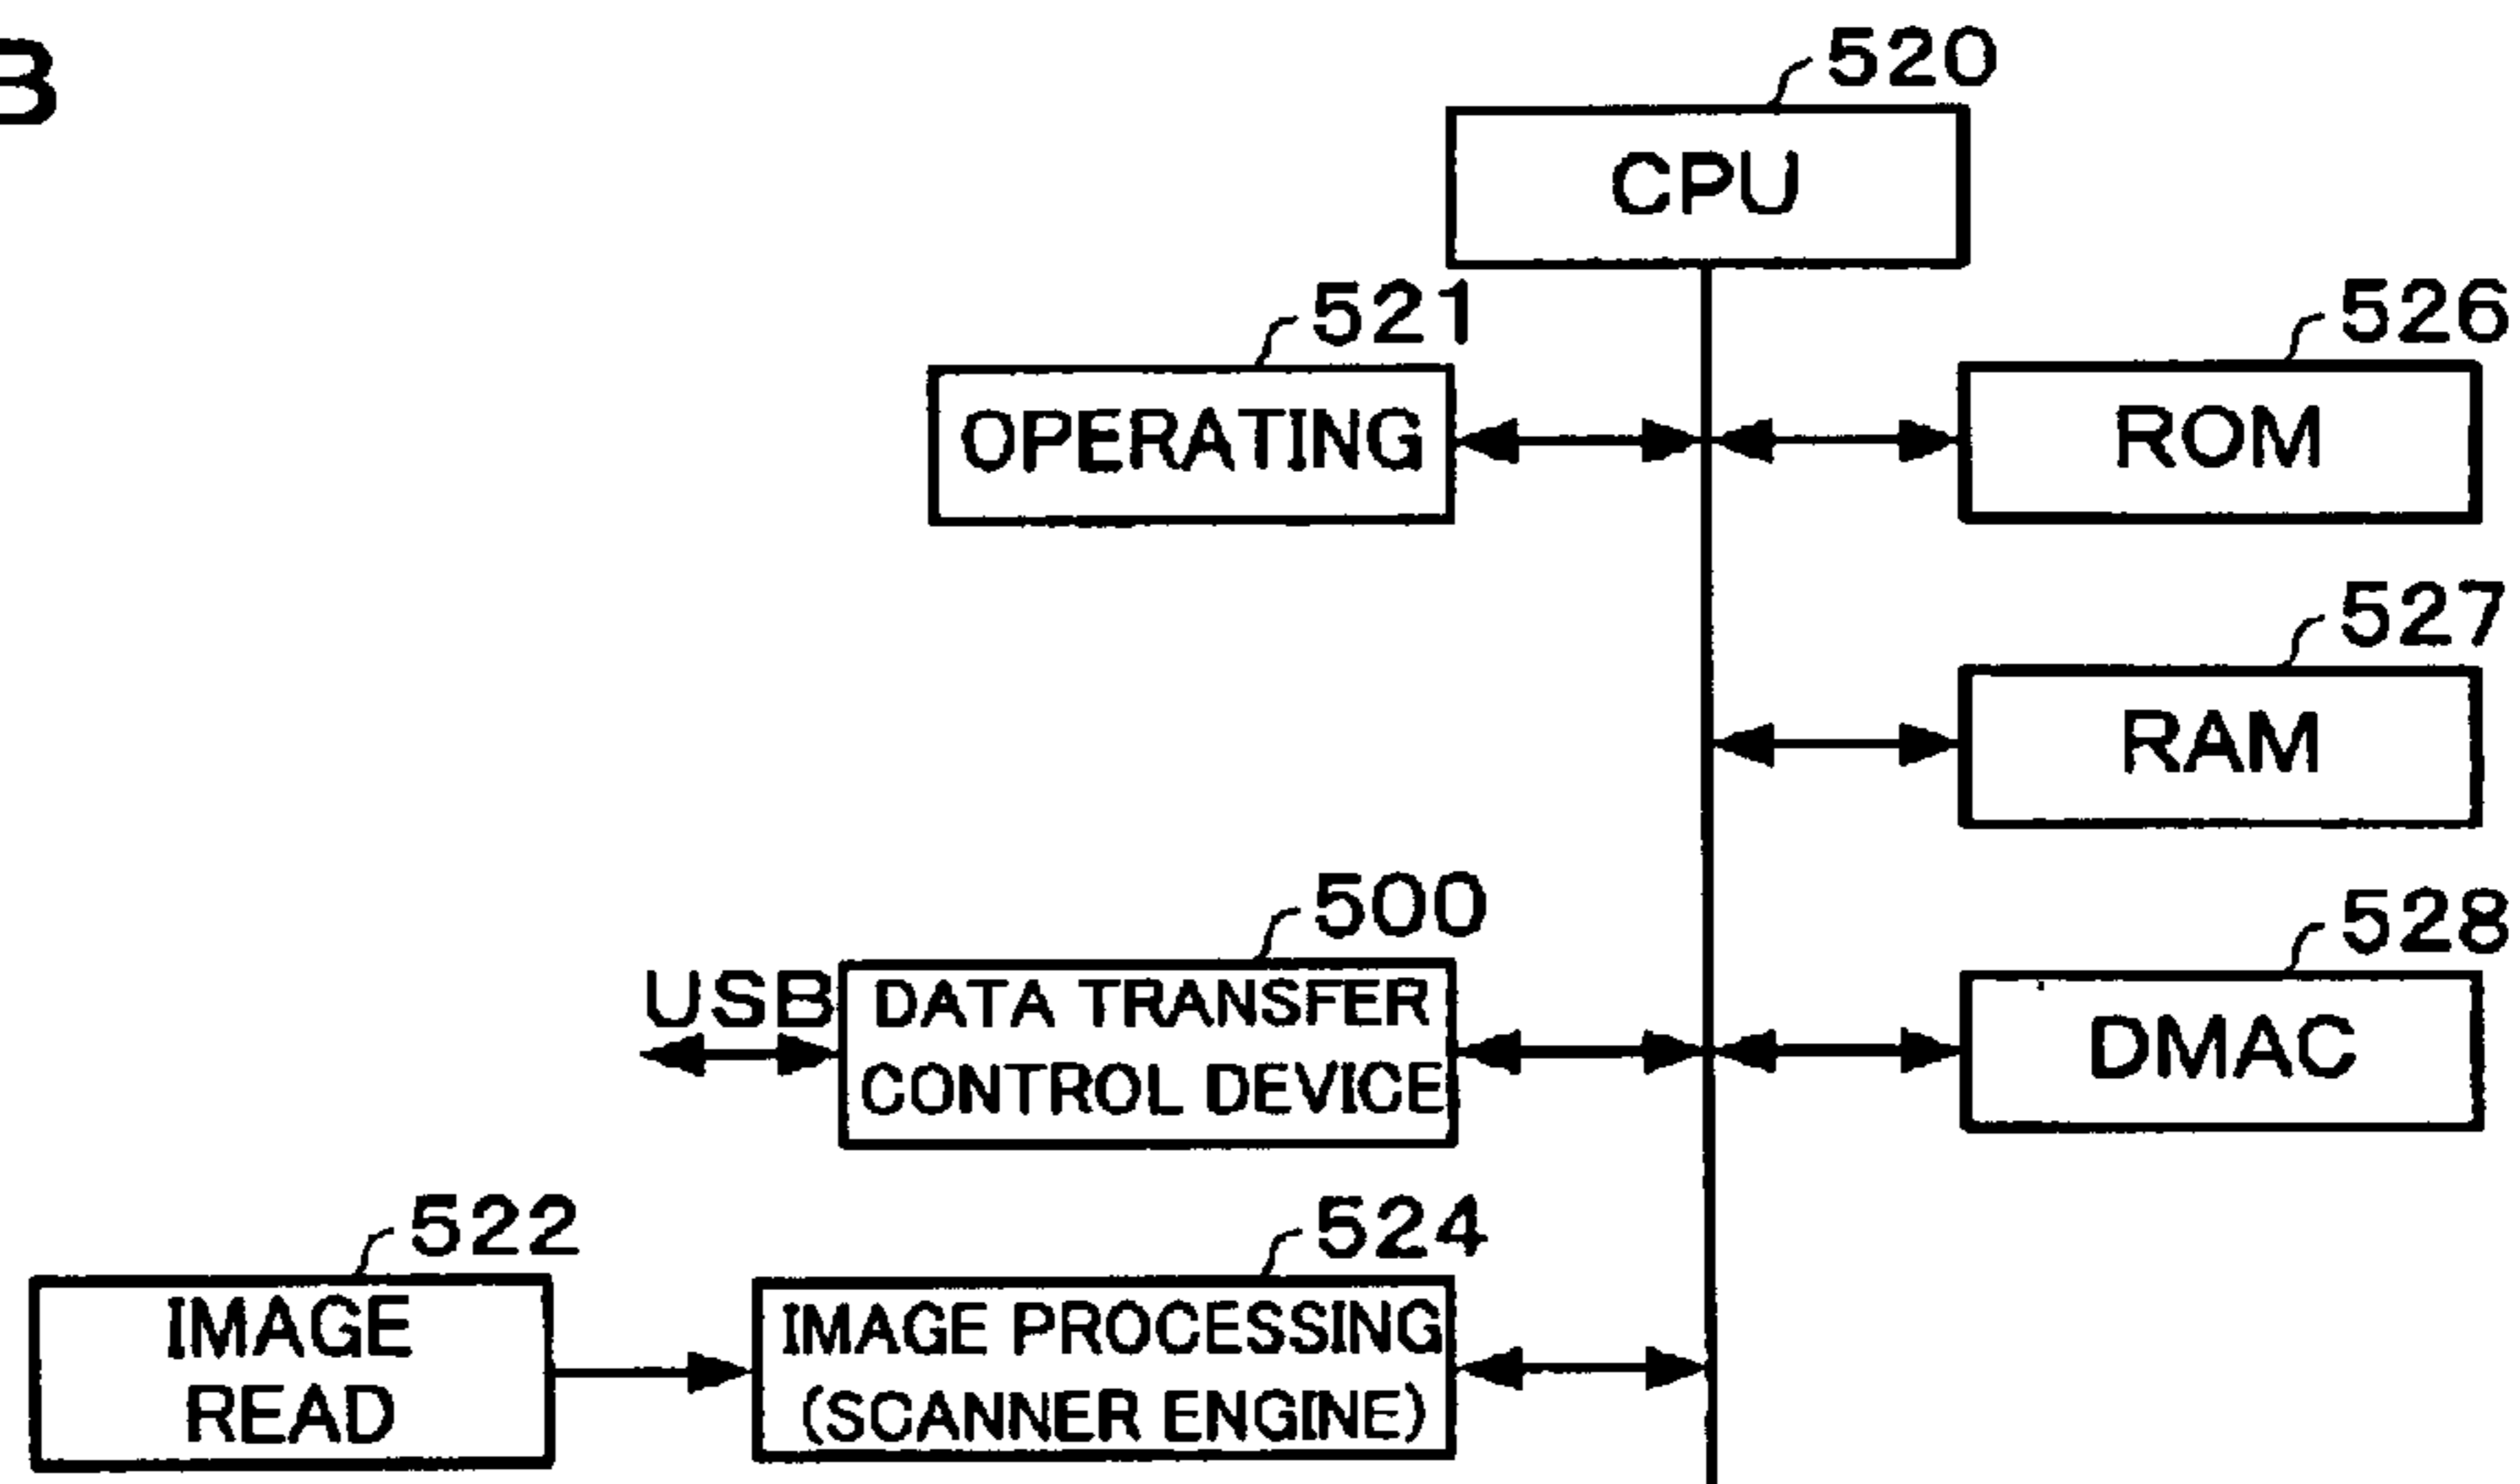 B
520
CPU
521
526
OPERATING
ROM
527
RAM
500
528
USB
DATA TRANSFER
CONTROL DEVICE
DMAC
522
524
IMAGE
READ
IMAGE PROCESSING
(SCANNER ENGINE)